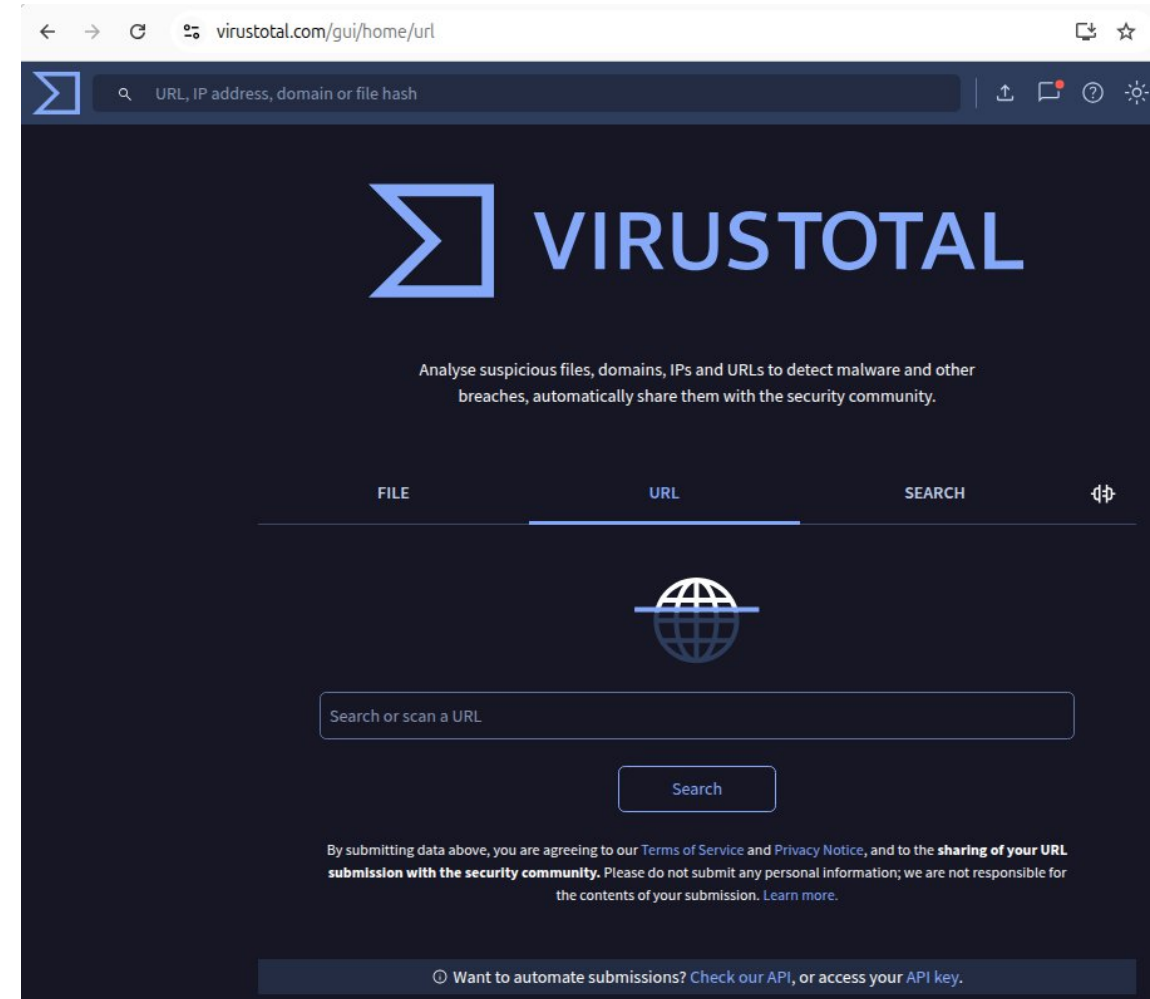 virustotal.com/gui/home/url
URL, IP address, domain or file hash
VIRUSTOTAL
Analyse suspicious files, domains, IPs and URLs to detect malware and other
breaches, automatically share them with the security community.
FILE
URL
SEARCH
Search or scan a URL
Search
By submitting data above, you are agreeing to our Terms of Service and Privacy Notice, and to the sharing of your URL
submission with the security community. Please do not submit any personal information; we are not responsible for
the contents of your submission. Learn more.
Want to automate submissions? Check our API, or access your API key.